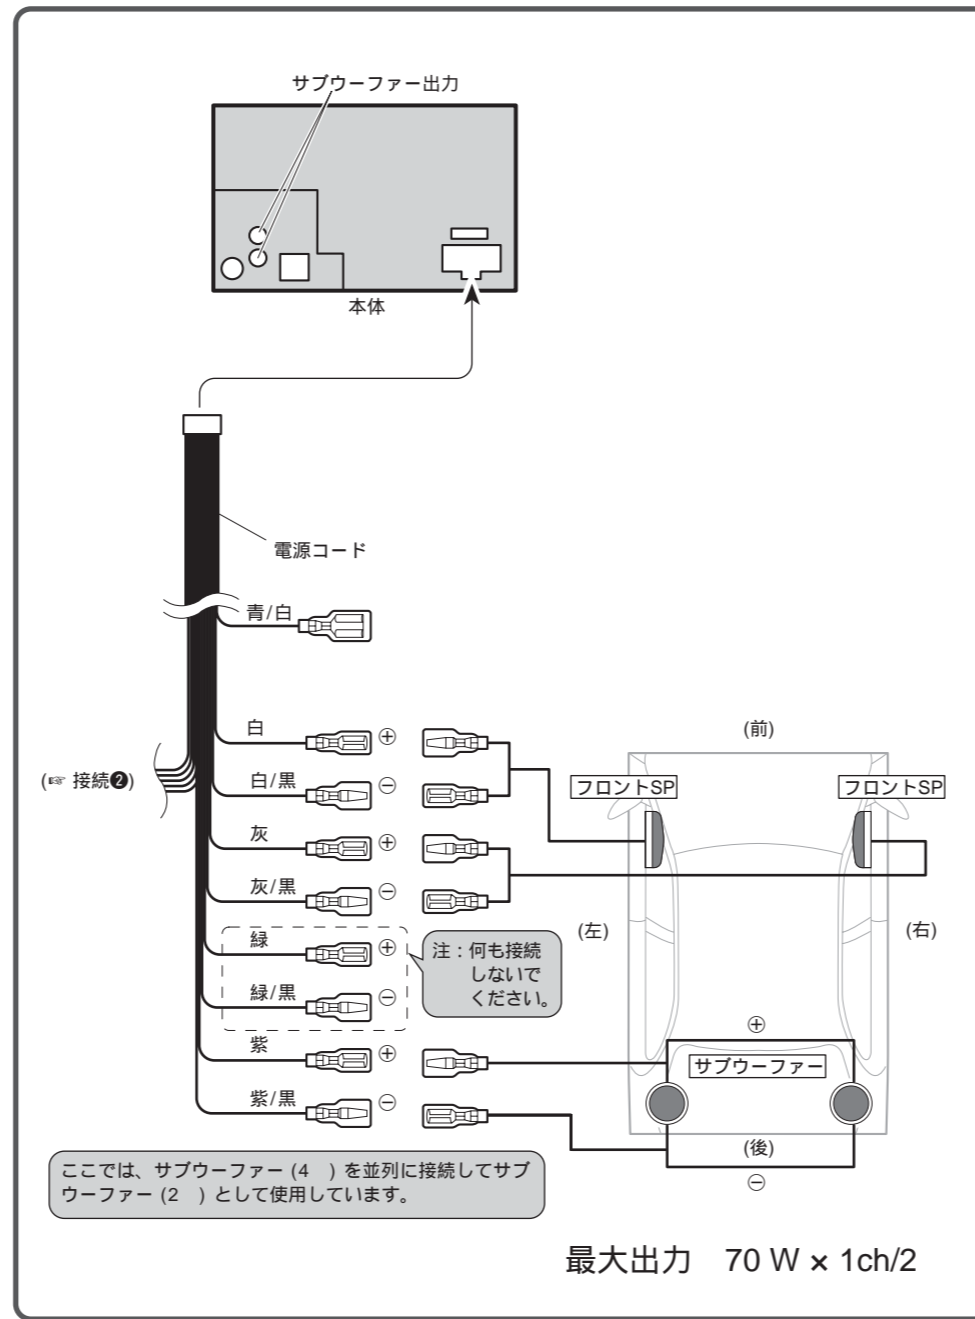 サブウーファー出力
本体
電源コード
青/白
白 ⊕
白/黒 ⊖
灰 ⊕
灰/黒 ⊖
緑 ⊕
緑/黒 ⊖
紫 ⊕
紫/黒 ⊖
(☞ 接続❷)
注：何も接続
しないで
ください。
(前)
フロントSP
フロントSP
(左)
(右)
⊕
サブウーファー
(後)
⊖
ここでは、サブウーファー (4　) を並列に接続してサブ
ウーファー (2　) として使用しています。
最大出力　70 W × 1ch/2